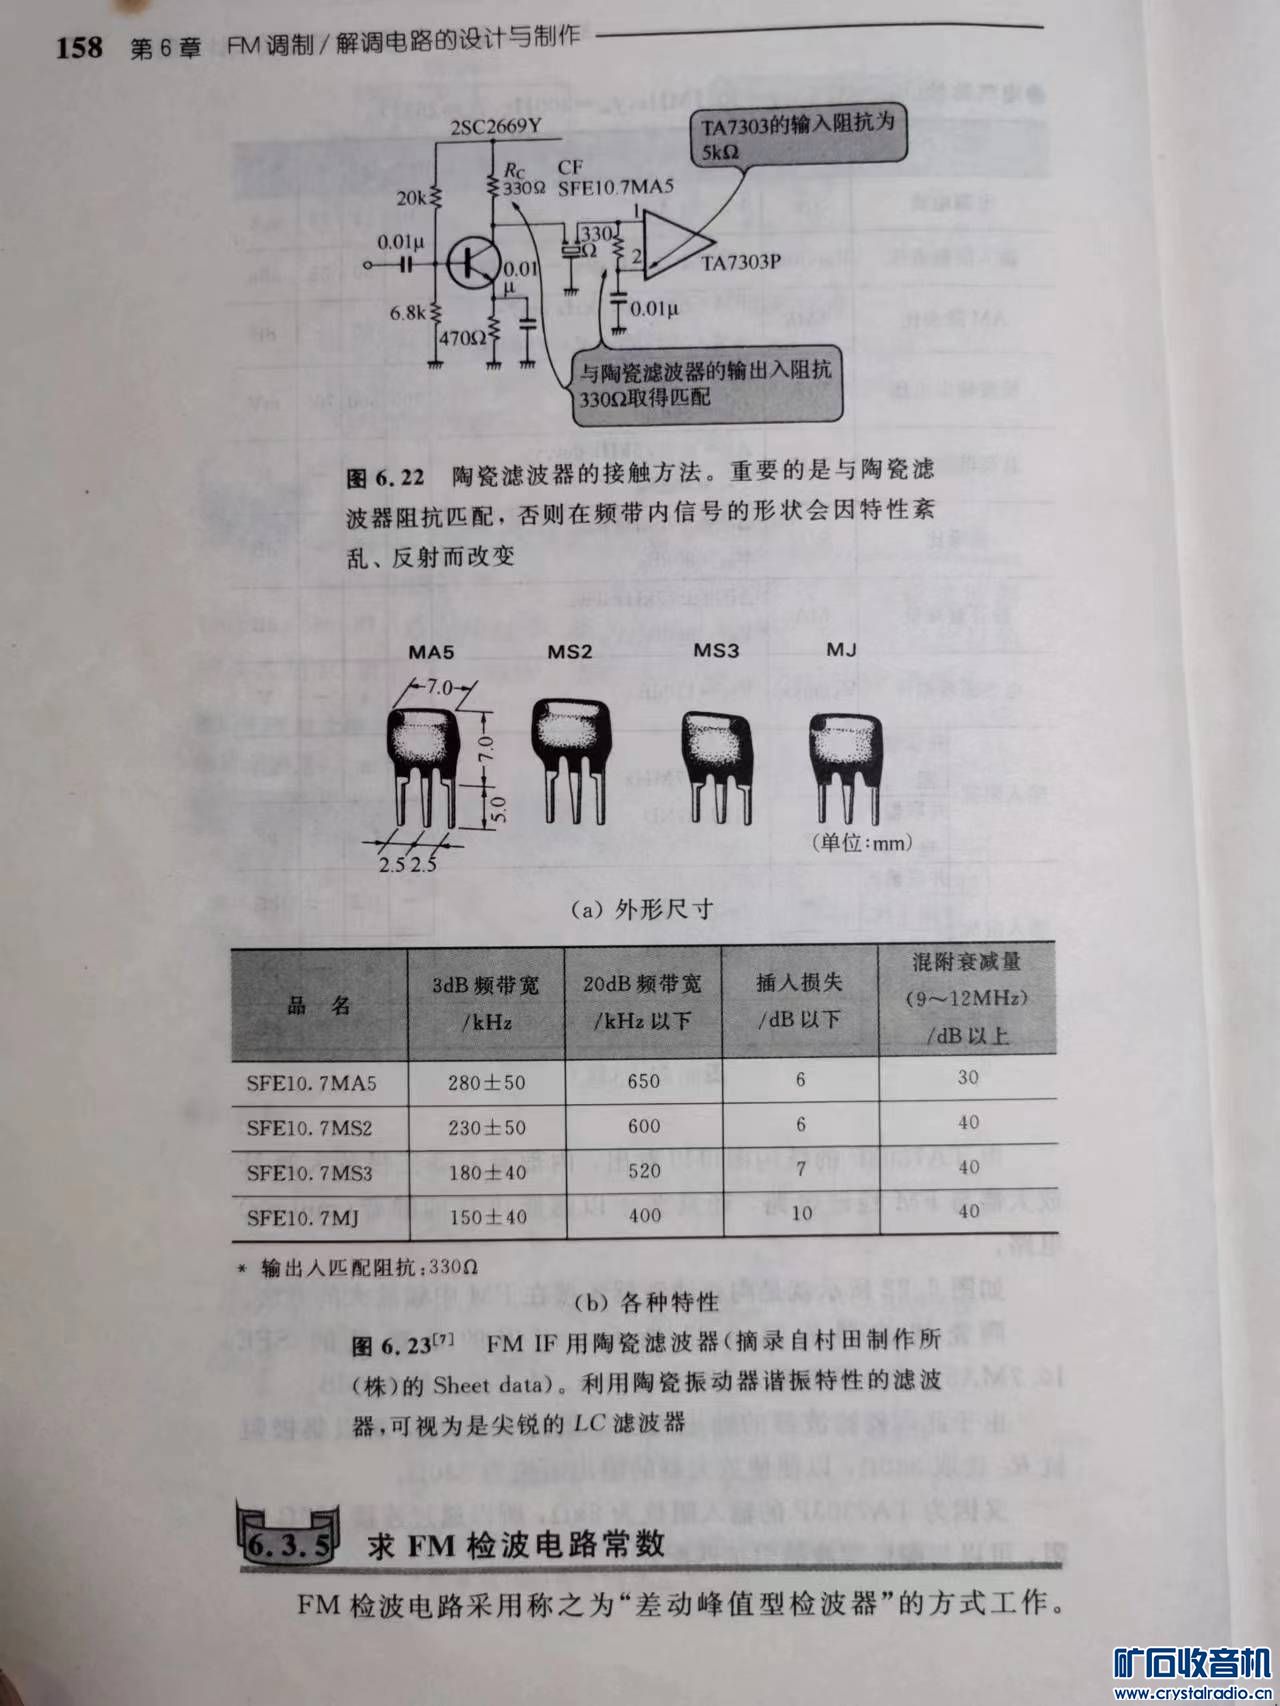 158 第6章 FM调制/解调电路的设计与制作
2SC2669Y
TA7303的输入阻抗为
5kΩ
RC
330Ω
CF
SFE10.7MA5
20k
0.01μ
330
Ω
1
2
TA7303P
0.01
μ
6.8k
470Ω
0.01μ
与陶瓷滤波器的输出入阻抗
330Ω取得匹配
图 6.22 陶瓷滤波器的接触方法。重要的是与陶瓷滤
波器阻抗匹配，否则在频带内信号的形状会因特性紊
乱、反射而改变
MA5 MS2 MS3 MJ
7.0
7.0
5.0
2.5 2.5
(单位:mm)
(a) 外形尺寸
品 名
3dB 频带宽
/kHz
20dB 频带宽
/kHz 以下
插入损失
/dB 以下
混附衰减量
(9～12MHz)
/dB 以上
SFE10.7MA5 280±50 650 6 30
SFE10.7MS2 230±50 600 6 40
SFE10.7MS3 180±40 520 7 40
SFE10.7MJ 150±40 400 10 40
* 输出入匹配阻抗:330Ω
(b) 各种特性
图 6.23[7] FM IF 用陶瓷滤波器(摘录自村田制作所
(株)的 Sheet data)。利用陶瓷振动器谐振特性的滤波
器,可视为是尖锐的 LC 滤波器
6.3.5 求 FM 检波电路常数
FM 检波电路采用称之为“差动峰值型检波器”的方式工作。
矿石收音机
www.crystalradio.cn